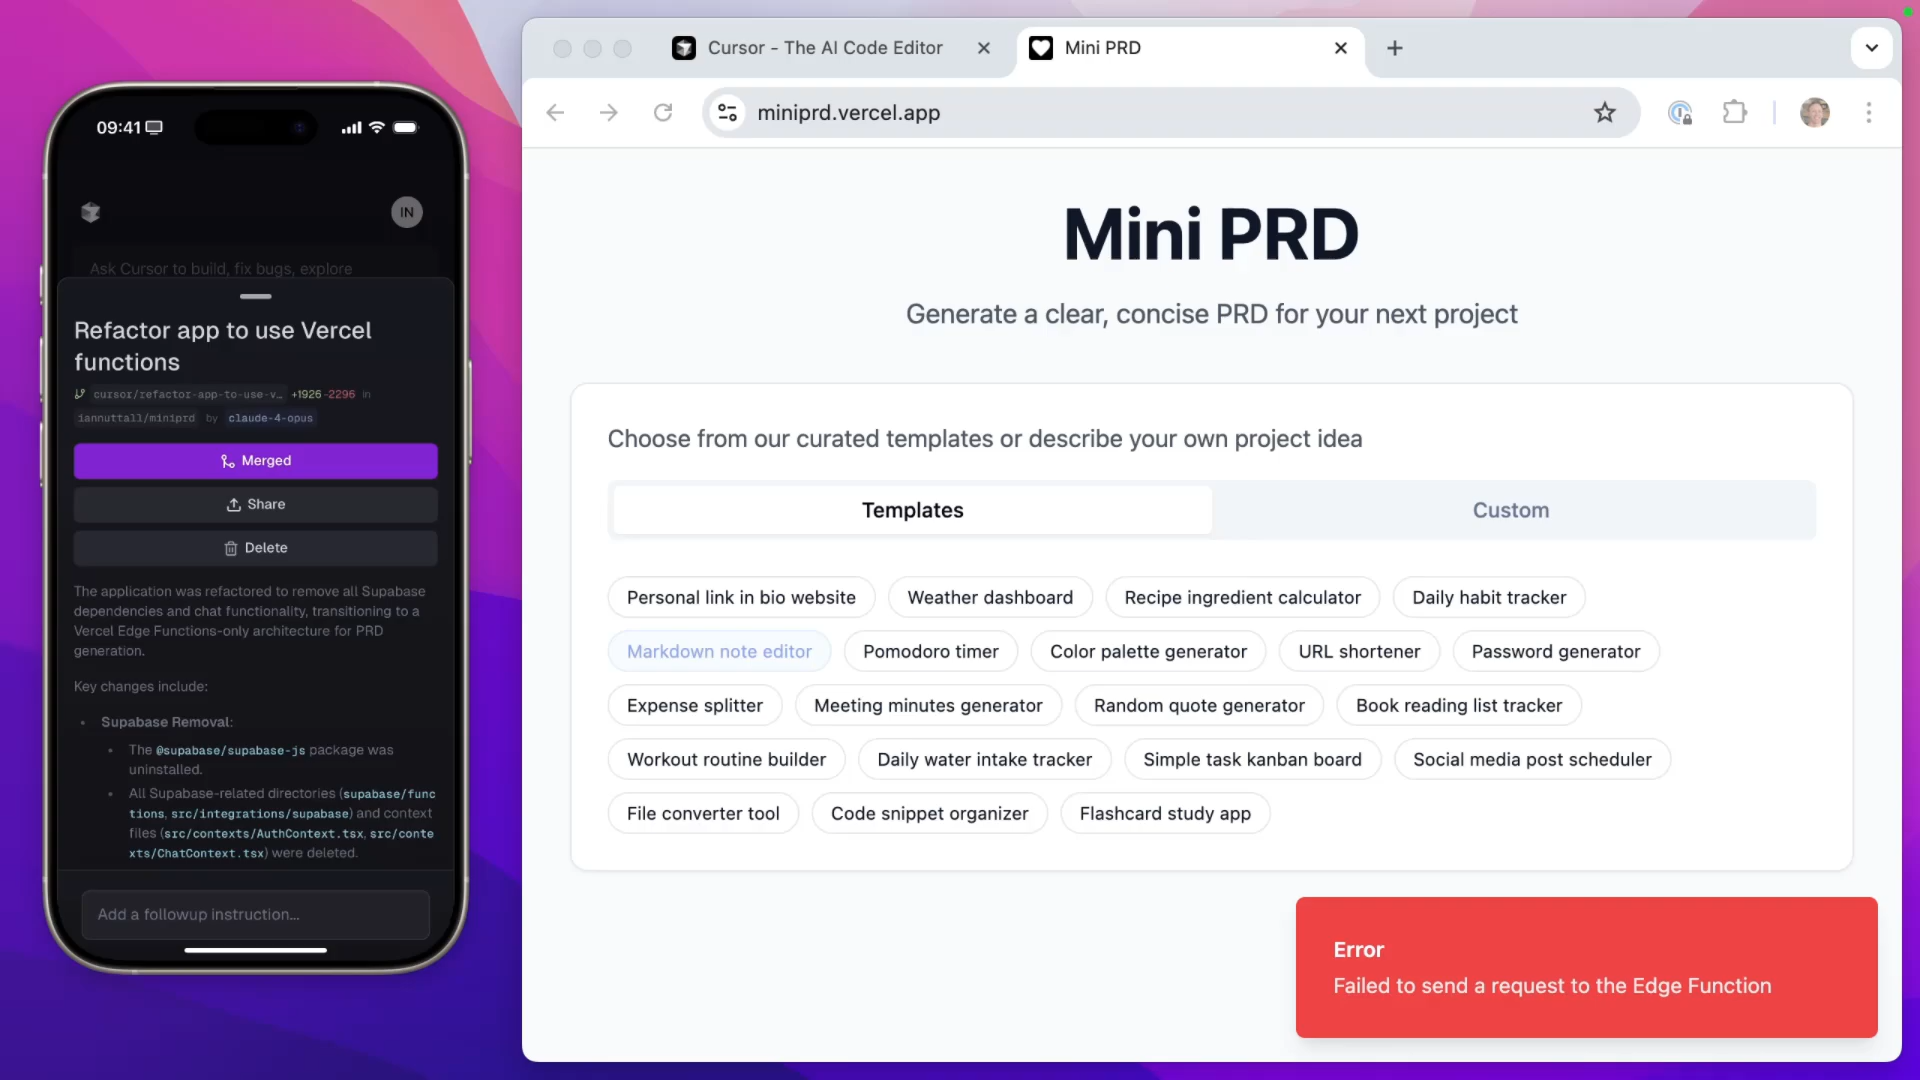 09:41
IN
Ask Cursor to build, fix bugs, explore
Refactor app to use Vercel
functions
cursor/refactor-app-to-use-v… +1926 -2296 in
iannuttall/miniprd by claude-4-opus
Merged
Share
Delete
The application was refactored to remove all Supabase
dependencies and chat functionality, transitioning to a
Vercel Edge Functions-only architecture for PRD
generation.
Key changes include:
• Supabase Removal:
• The @supabase/supabase-js package was
uninstalled.
• All Supabase-related directories (supabase/func
tions, src/integrations/supabase) and context
files (src/contexts/AuthContext.tsx, src/conte
xts/ChatContext.tsx) were deleted.
Add a followup instruction…
Cursor - The AI Code Editor
Mini PRD
miniprd.vercel.app
Mini PRD
Generate a clear, concise PRD for your next project
Choose from our curated templates or describe your own project idea
Templates Custom
Personal link in bio website Weather dashboard Recipe ingredient calculator Daily habit tracker
Markdown note editor Pomodoro timer Color palette generator URL shortener Password generator
Expense splitter Meeting minutes generator Random quote generator Book reading list tracker
Workout routine builder Daily water intake tracker Simple task kanban board Social media post scheduler
File converter tool Code snippet organizer Flashcard study app
Error
Failed to send a request to the Edge Function